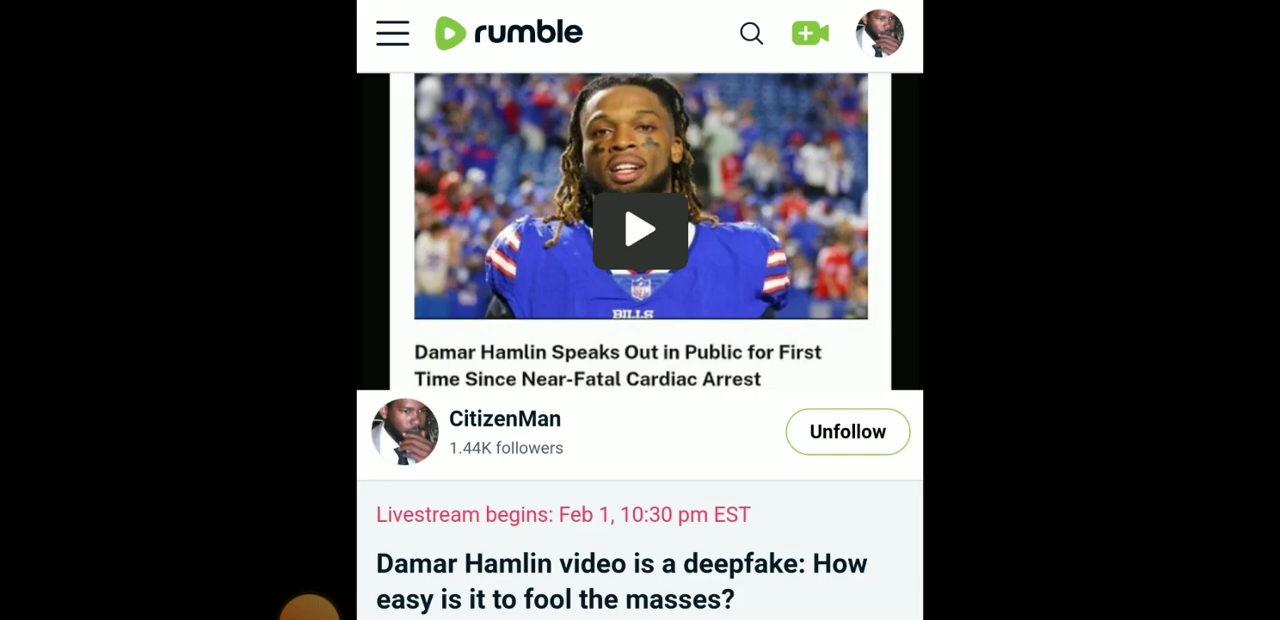 rumble
BILLS
Damar Hamlin Speaks Out in Public for First
Time Since Near-Fatal Cardiac Arrest
CitizenMan
1.44K followers
Unfollow
Livestream begins: Feb 1, 10:30 pm EST
Damar Hamlin video is a deepfake: How
easy is it to fool the masses?